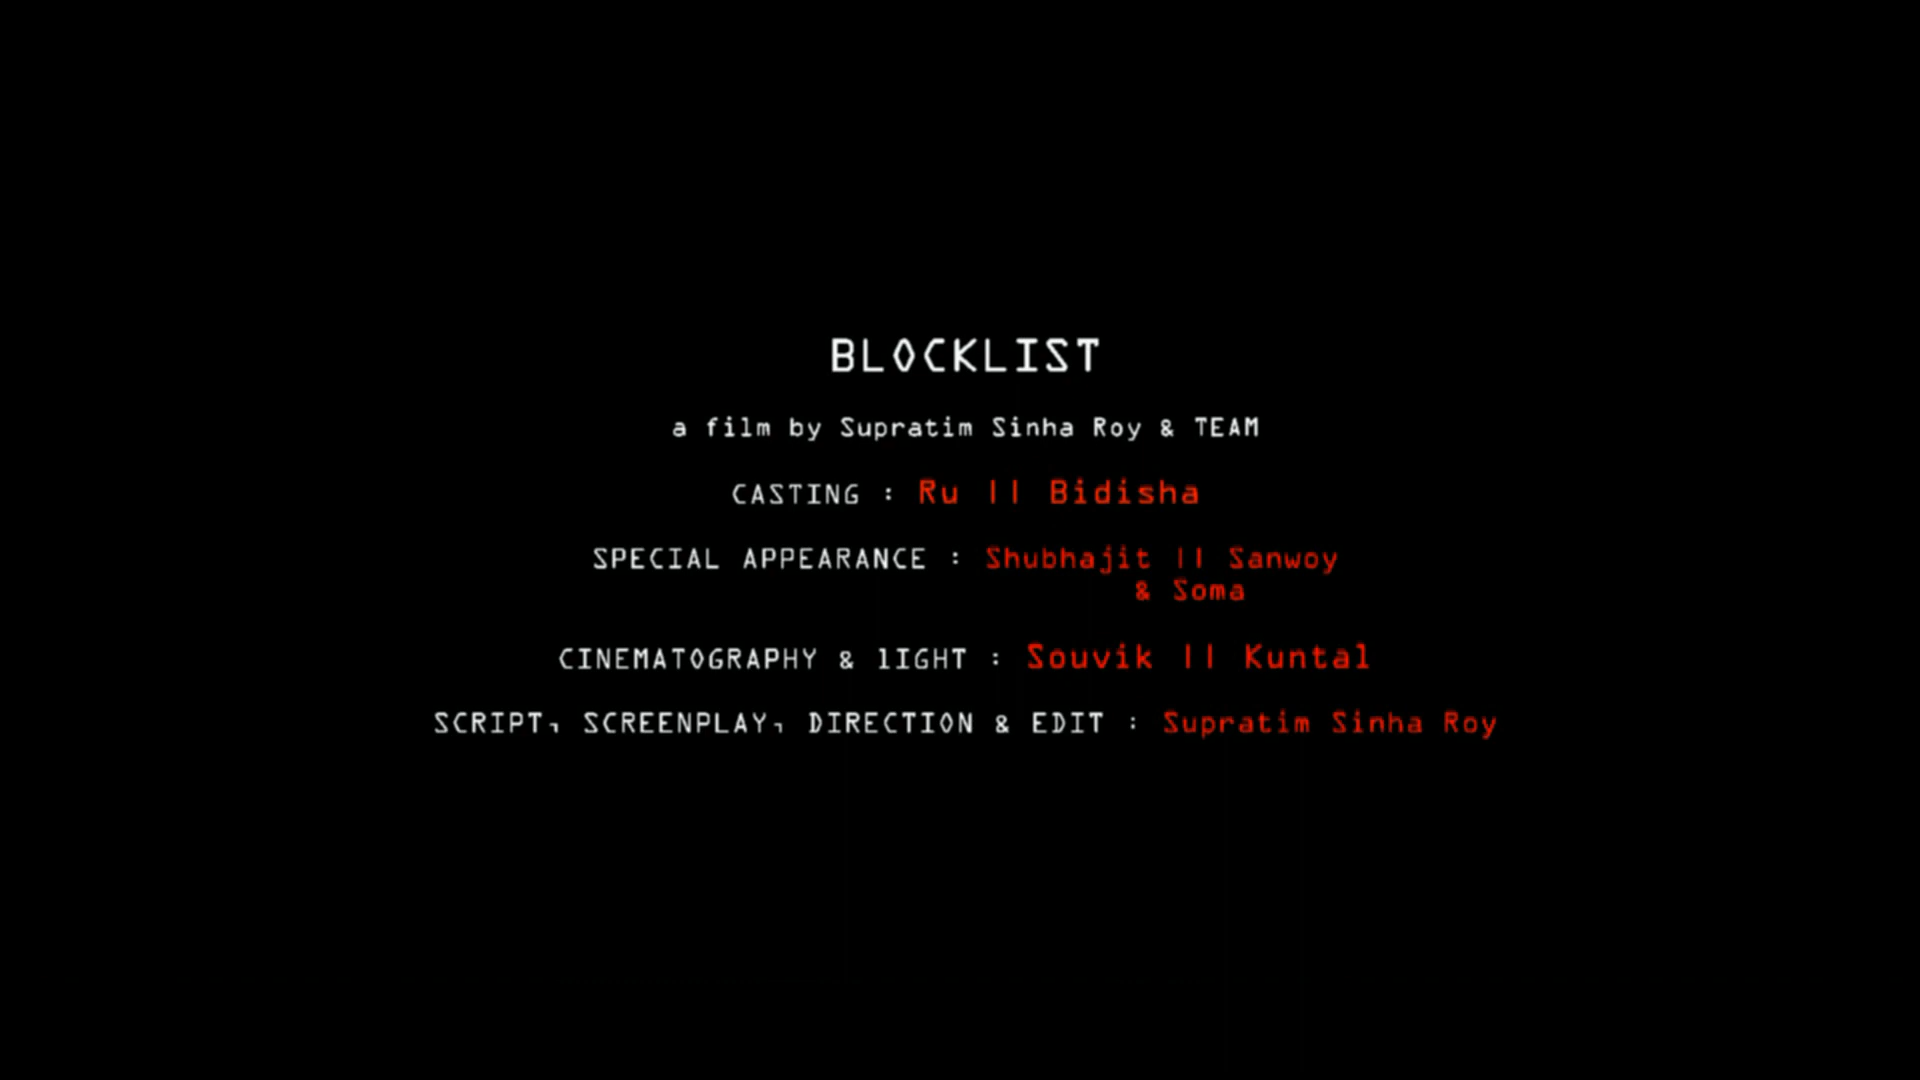 BLOCKLIST
a film by Supratim Sinha Roy & TEAM
CASTING : Ru || Bidisha
SPECIAL APPEARANCE : Shubhajit || Sanwoy
& Soma
CINEMATOGRAPHY & lIGHT : Souvik || Kuntal
SCRIPT, SCREENPLAY, DIRECTION & EDIT : Supratim Sinha Roy